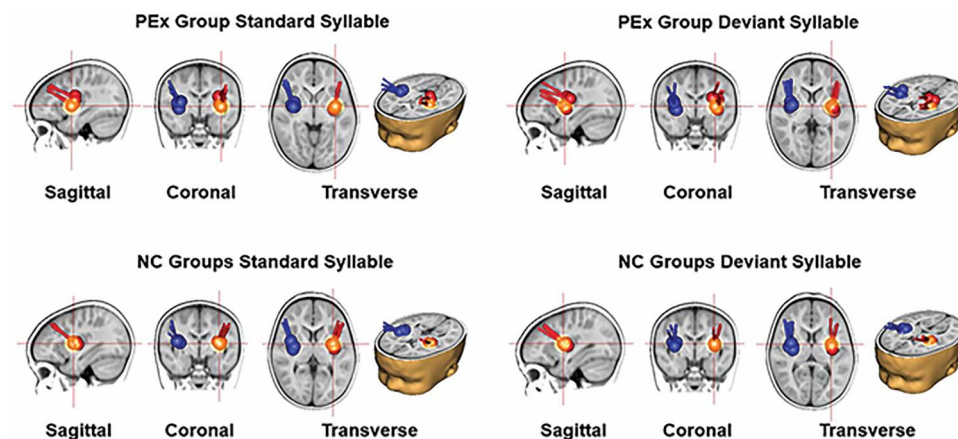 PEx Group Standard Syllable
PEx Group Deviant Syllable
Sagittal Coronal Transverse
Sagittal Coronal Transverse
NC Groups Standard Syllable
NC Groups Deviant Syllable
Sagittal Coronal Transverse
Sagittal Coronal Transverse